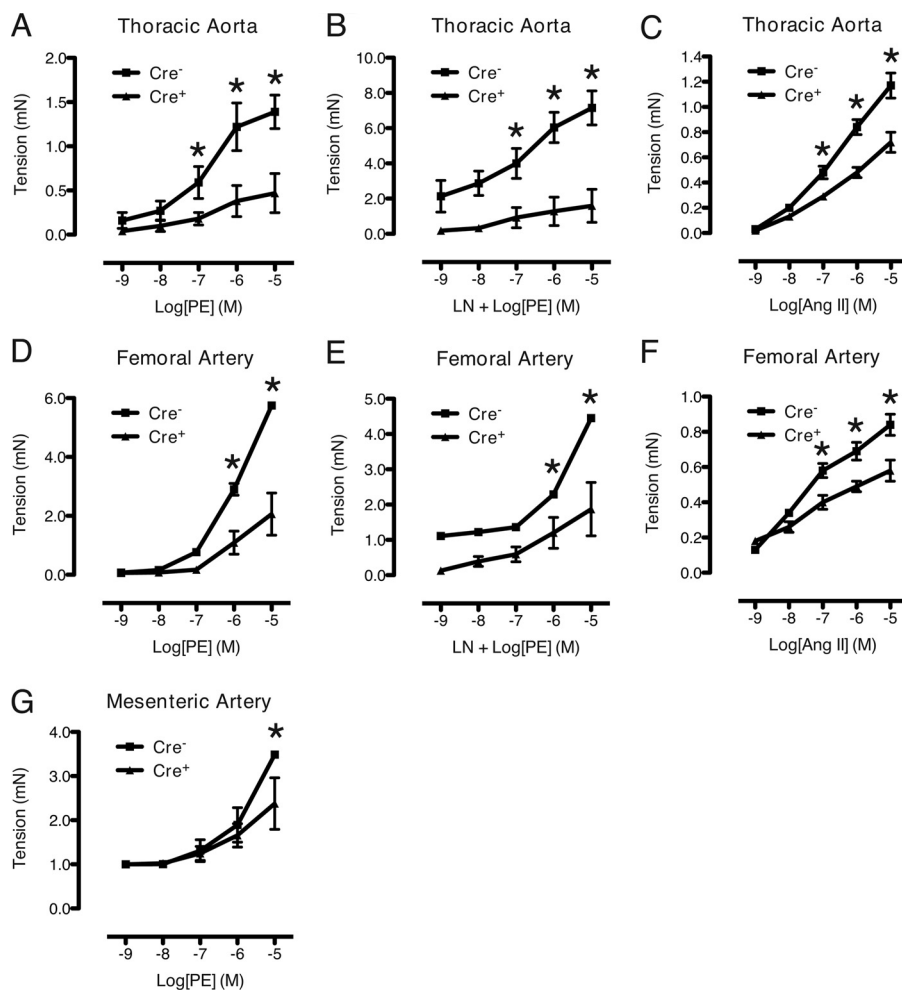 A
Thoracic Aorta
Tension (mN)
2.0
1.5
1.0
0.5
0.0
Cre-
Cre+
*
*
*
-9 -8 -7 -6 -5
Log[PE] (M)
B
Thoracic Aorta
Tension (mN)
10.0
8.0
6.0
4.0
2.0
0.0
Cre-
Cre+
*
*
*
-9 -8 -7 -6 -5
LN + Log[PE] (M)
C
Thoracic Aorta
Tension (mN)
1.4
1.2
1.0
0.8
0.6
0.4
0.2
0.0
Cre-
Cre+
*
*
*
-9 -8 -7 -6 -5
Log[Ang II] (M)
D
Femoral Artery
Tension (mN)
6.0
4.0
2.0
0.0
Cre-
Cre+
*
*
-9 -8 -7 -6 -5
Log[PE] (M)
E
Femoral Artery
Tension (mN)
5.0
4.0
3.0
2.0
1.0
0.0
Cre-
Cre+
*
*
-9 -8 -7 -6 -5
LN + Log[PE] (M)
F
Femoral Artery
Tension (mN)
1.0
0.8
0.6
0.4
0.2
0.0
Cre-
Cre+
*
*
*
-9 -8 -7 -6 -5
Log[Ang II] (M)
G
Mesenteric Artery
Tension (mN)
4.0
3.0
2.0
1.0
0.0
Cre-
Cre+
*
-9 -8 -7 -6 -5
Log[PE] (M)